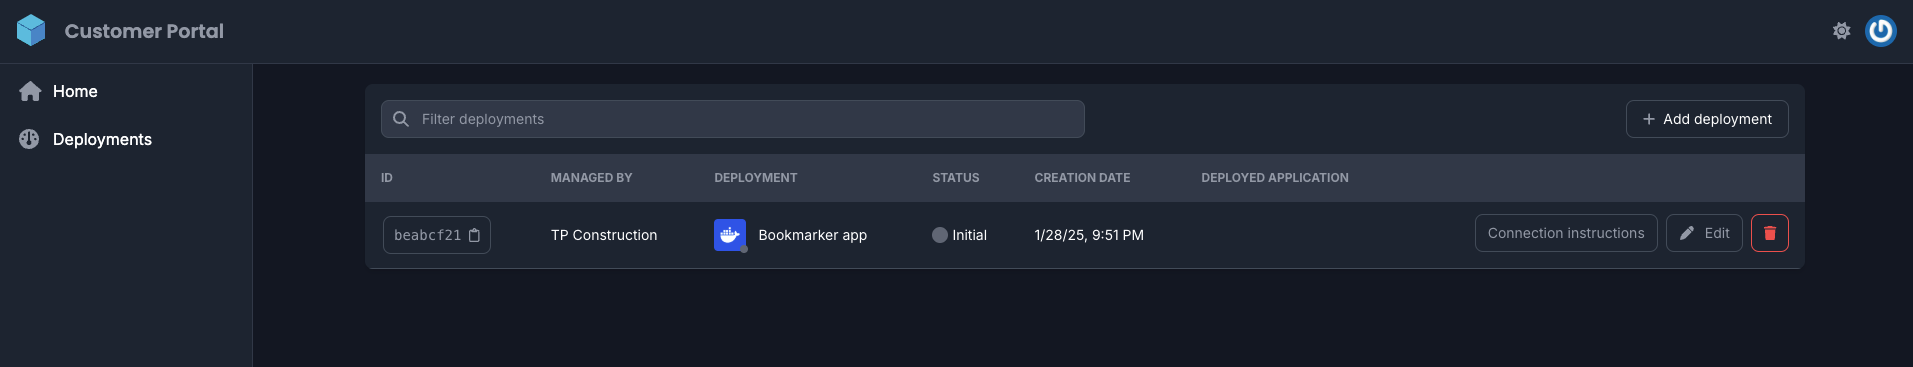 Customer Portal
Home
Deployments
Filter deployments
Add deployment
ID MANAGED BY DEPLOYMENT STATUS CREATION DATE DEPLOYED APPLICATION
beabcf21 TP Construction Bookmarker app Initial 1/28/25, 9:51 PM Connection instructions Edit